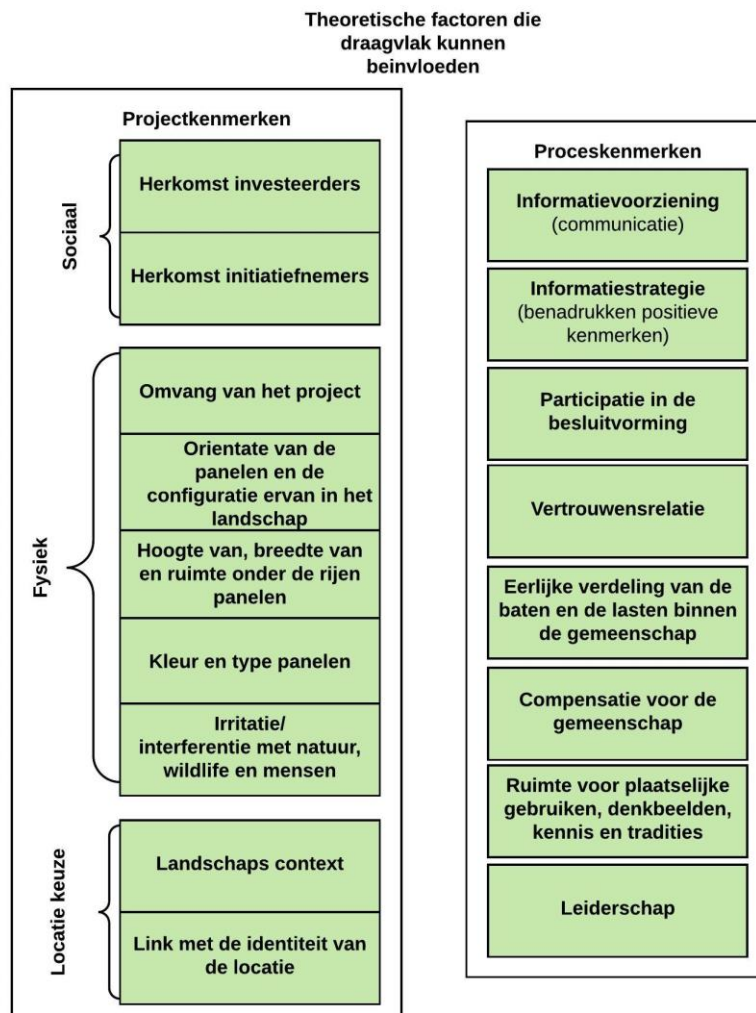 Theoretische factoren die
draagvlak kunnen
beinvloeden
Projectkenmerken
Sociaal
Herkomst investeerders
Herkomst initiatiefnemers
Fysiek
Omvang van het project
Orientate van de
panelen en de
configuratie ervan in het
landschap
Hoogte van, breedte van
en ruimte onder de rijen
panelen
Kleur en type panelen
Irritatie/
interferentie met natuur,
wildlife en mensen
Locatie keuze
Landschaps context
Link met de identiteit van
de locatie
Proceskenmerken
Informatievoorziening
(communicatie)
Informatiestrategie
(benadrukken positieve
kenmerken)
Participatie in de
besluitvorming
Vertrouwensrelatie
Eerlijke verdeling van de
baten en de lasten binnen
de gemeenschap
Compensatie voor de
gemeenschap
Ruimte voor plaatselijke
gebruiken, denkbeelden,
kennis en tradities
Leiderschap